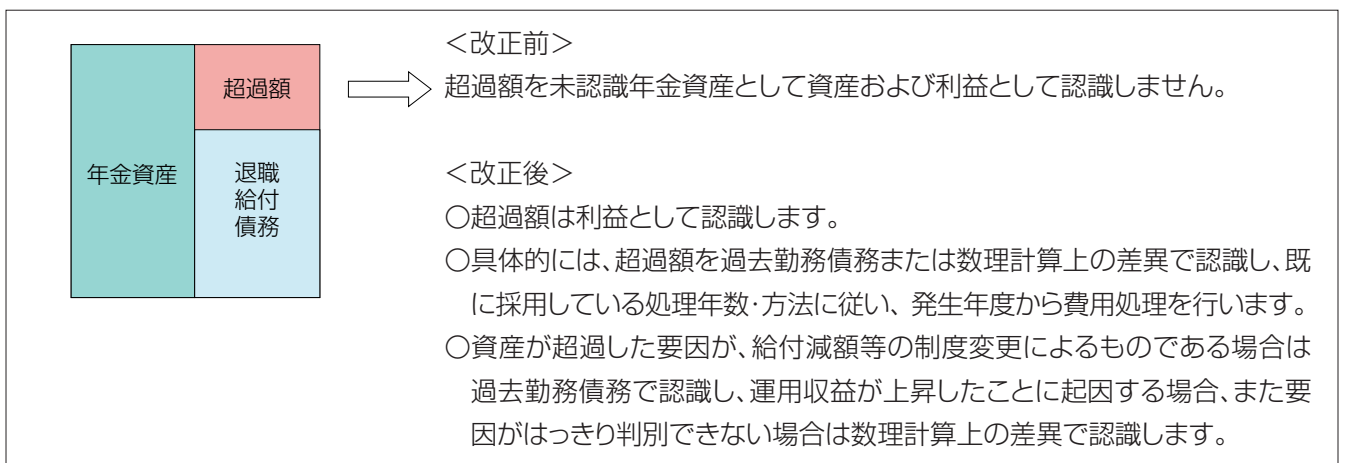 年金資産
超過額
退職
給付
債務
＜改正前＞
超過額を未認識年金資産として資産および利益として認識しません。
＜改正後＞
○超過額は利益として認識します。
○具体的には、超過額を過去勤務債務または数理計算上の差異で認識し、既
に採用している処理年数・方法に従い、発生年度から費用処理を行います。
○資産が超過した要因が、給付減額等の制度変更によるものである場合は
過去勤務債務で認識し、運用収益が上昇したことに起因する場合、また要
因がはっきり判別できない場合は数理計算上の差異で認識します。